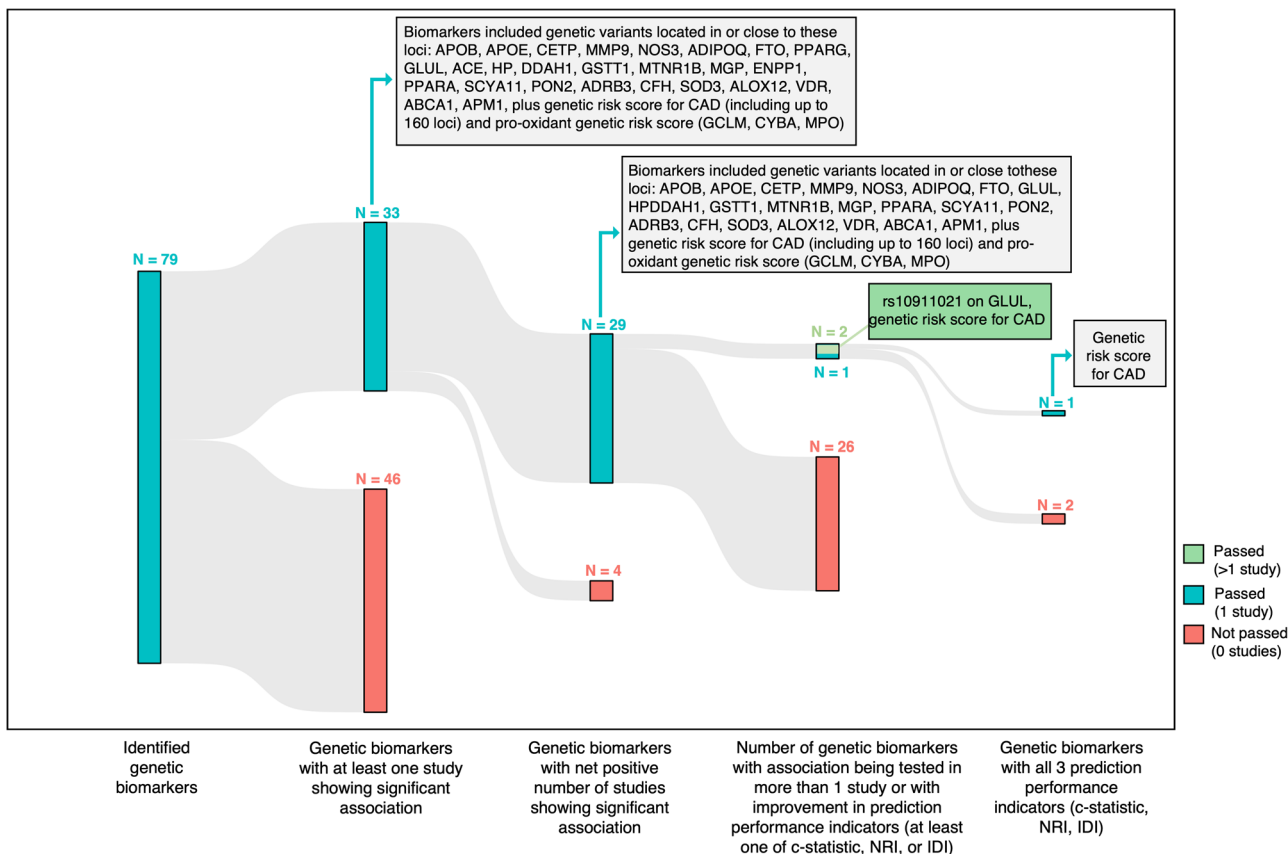 Biomarkers included genetic variants located in or close to these
loci: APOB, APOE, CETP, MMP9, NOS3, ADIPOQ, FTO, PPARG,
GLUL, ACE, HP, DDAH1, GSTT1, MTNR1B, MGP, ENPP1,
PPARA, SCYA11, PON2, ADRB3, CFH, SOD3, ALOX12, VDR,
ABCA1, APM1, plus genetic risk score for CAD (including up to
160 loci) and pro-oxidant genetic risk score (GCLM, CYBA, MPO)
Biomarkers included genetic variants located in or close tothese
loci: APOB, APOE, CETP, MMP9, NOS3, ADIPOQ, FTO, GLUL,
HPDDAH1, GSTT1, MTNR1B, MGP, PPARA, SCYA11, PON2,
ADRB3, CFH, SOD3, ALOX12, VDR, ABCA1, APM1, plus
genetic risk score for CAD (including up to 160 loci) and pro-
oxidant genetic risk score (GCLM, CYBA, MPO)
N = 79
N = 33
N = 46
N = 29
N = 4
rs10911021 on GLUL,
genetic risk score for CAD
N = 2
N = 1
N = 26
Genetic
risk score
for CAD
N = 1
N = 2
Passed
(>1 study)
Passed
(1 study)
Not passed
(0 studies)
Identified
genetic
biomarkers
Genetic biomarkers
with at least one study
showing significant
association
Genetic biomarkers
with net positive
number of studies
showing significant
association
Number of genetic biomarkers
with association being tested in
more than 1 study or with
improvement in prediction
performance indicators (at least
one of c-statistic, NRI, or IDI)
Genetic biomarkers
with all 3 prediction
performance
indicators (c-statistic,
NRI, IDI)